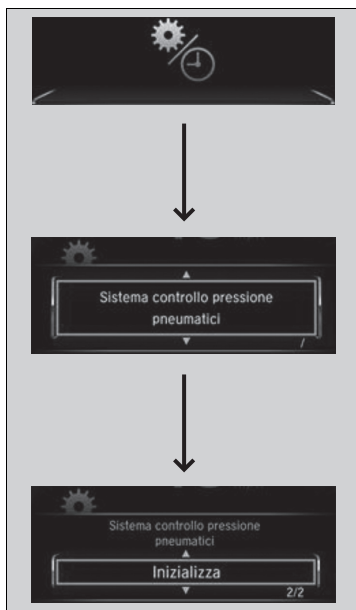 Sistema controllo pressione
pneumatici
/
Sistema controllo pressione
pneumatici
Inizializza
2/2